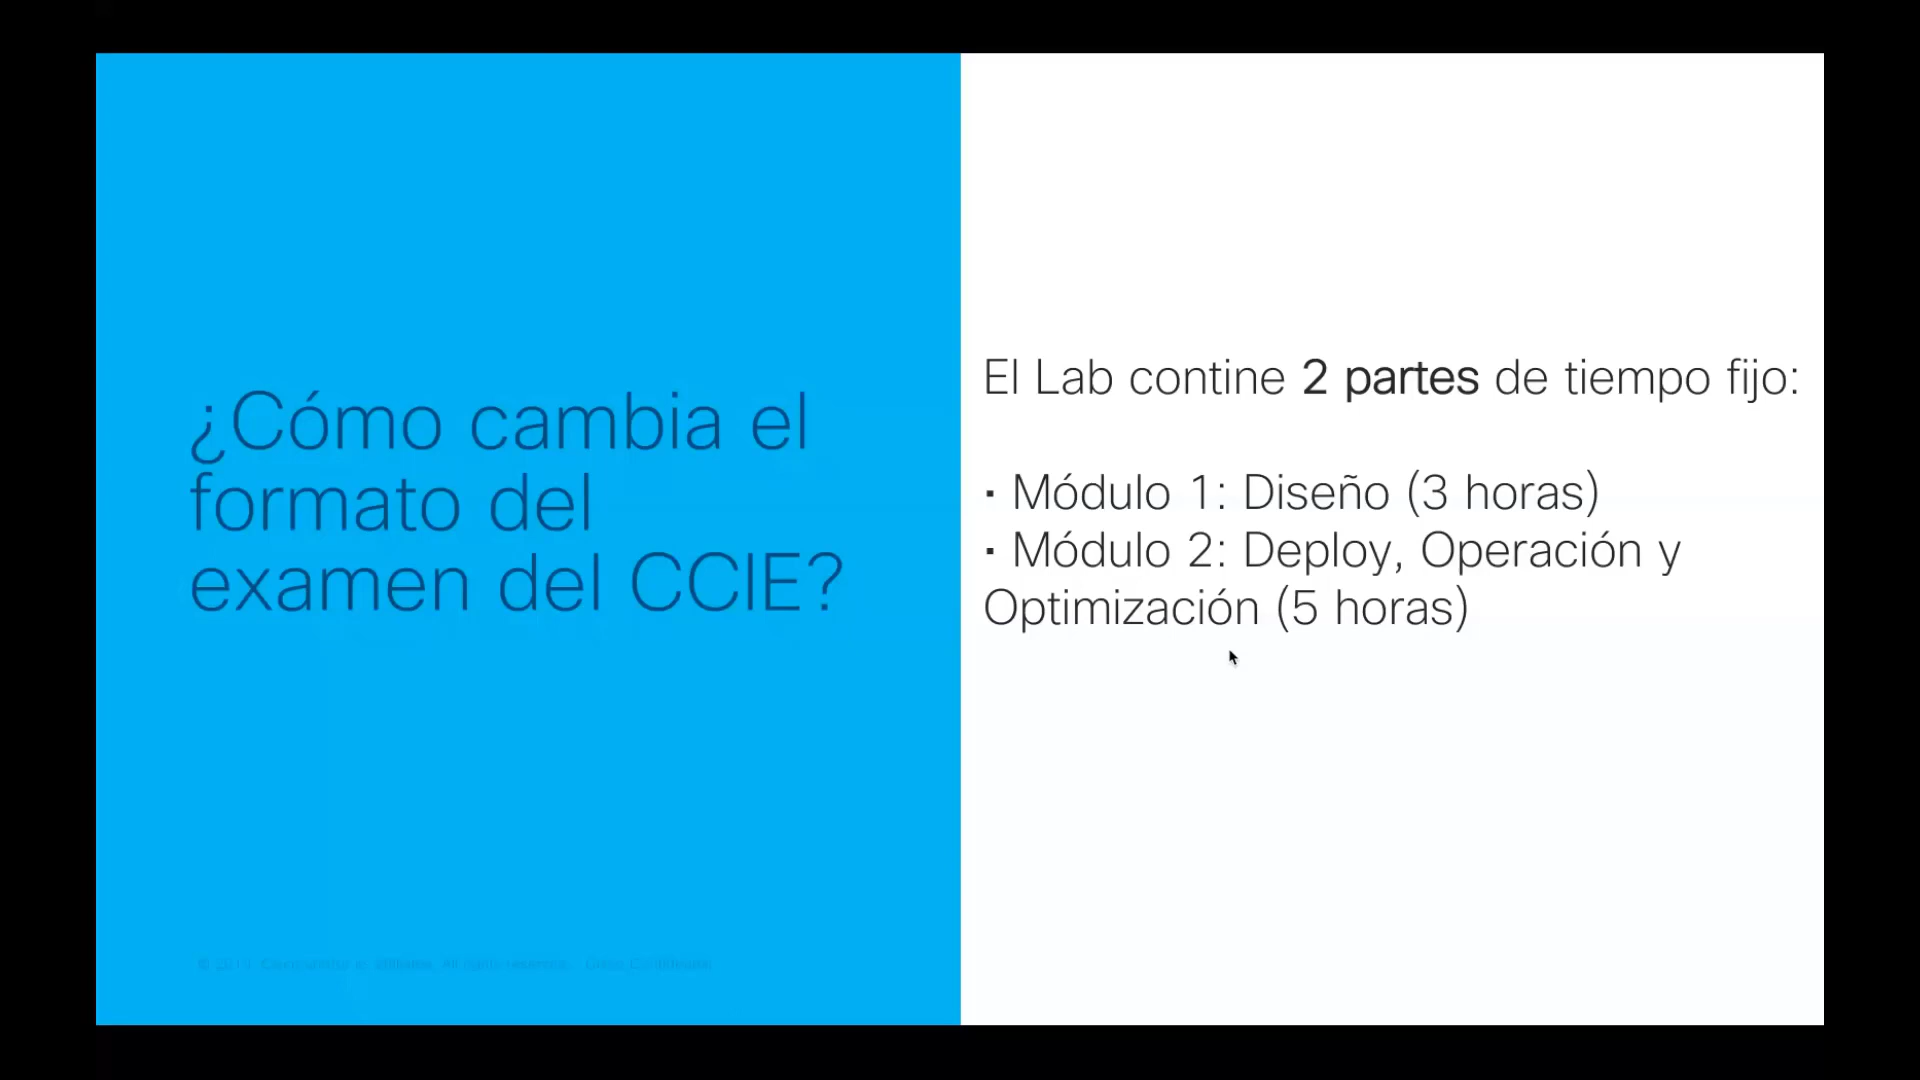 ¿Cómo cambia el
formato del
examen del CCIE?
El Lab contine 2 partes de tiempo fijo:
· Módulo 1: Diseño (3 horas)
· Módulo 2: Deploy, Operación y
Optimización (5 horas)